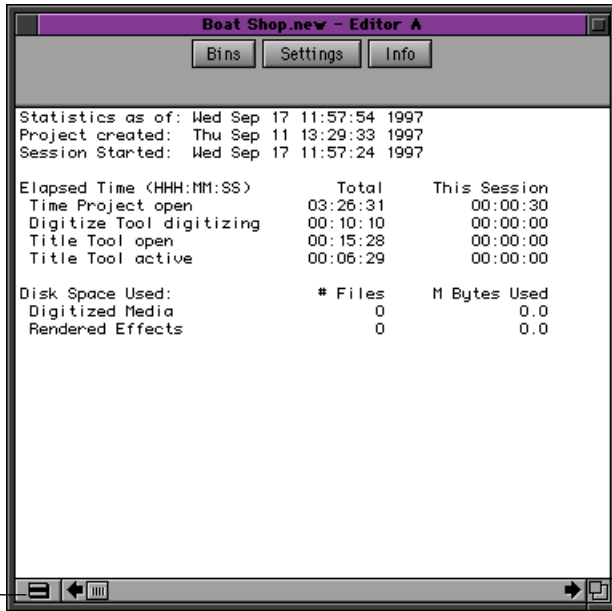 Boat Shop.new - Editor A
Bins Settings Info
Statistics as of: Wed Sep 17 11:57:54 1997
Project created: Thu Sep 11 13:29:33 1997
Session Started: Wed Sep 17 11:57:24 1997
Elapsed Time (HHH:MM:SS) Total This Session
Time Project open 03:26:31 00:00:30
Digitize Tool digitizing 00:10:10 00:00:00
Title Tool open 00:15:28 00:00:00
Title Tool active 00:06:29 00:00:00
Disk Space Used: # Files M Bytes Used
Digitized Media 0 0.0
Rendered Effects 0 0.0